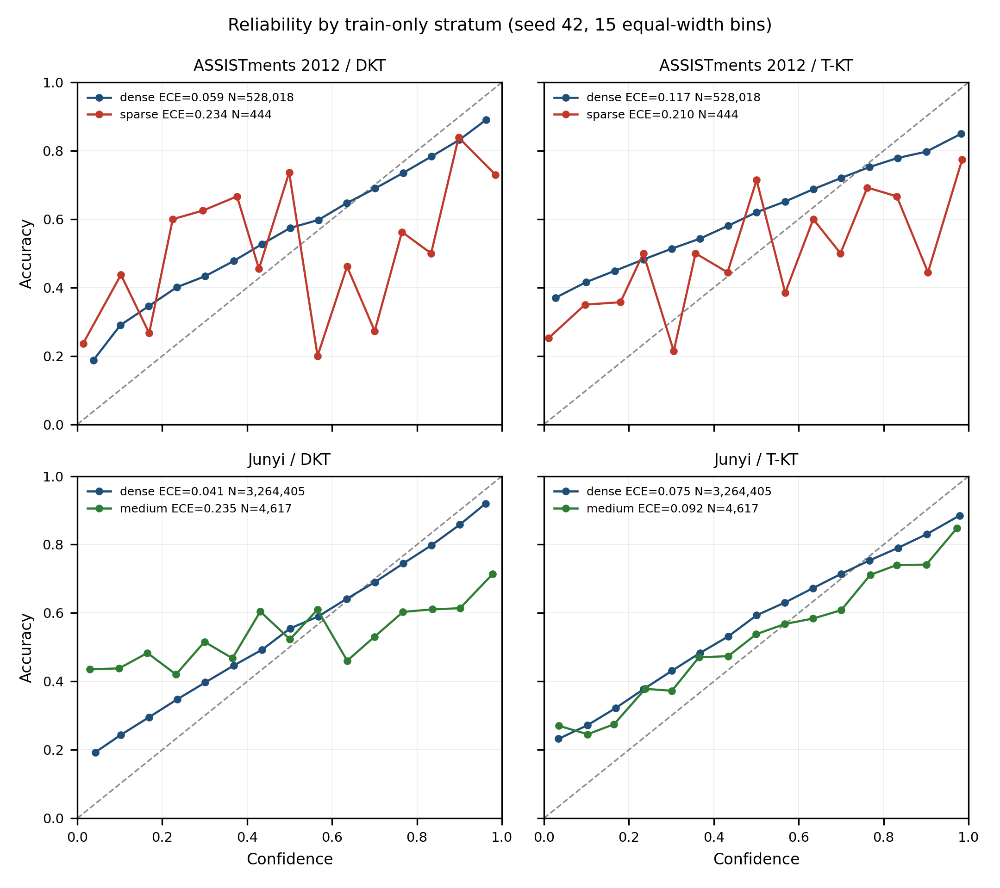 Reliability by train-only stratum (seed 42, 15 equal-width bins)
ASSISTments 2012 / DKT
1.0
0.8
0.6
0.4
0.2
0.0
Accuracy
dense ECE=0.059 N=528,018
sparse ECE=0.234 N=444
ASSISTments 2012 / T-KT
dense ECE=0.117 N=528,018
sparse ECE=0.210 N=444
Junyi / DKT
1.0
0.8
0.6
0.4
0.2
0.0
Accuracy
dense ECE=0.041 N=3,264,405
medium ECE=0.235 N=4,617
0.0 0.2 0.4 0.6 0.8 1.0
Confidence
Junyi / T-KT
dense ECE=0.075 N=3,264,405
medium ECE=0.092 N=4,617
0.0 0.2 0.4 0.6 0.8 1.0
Confidence